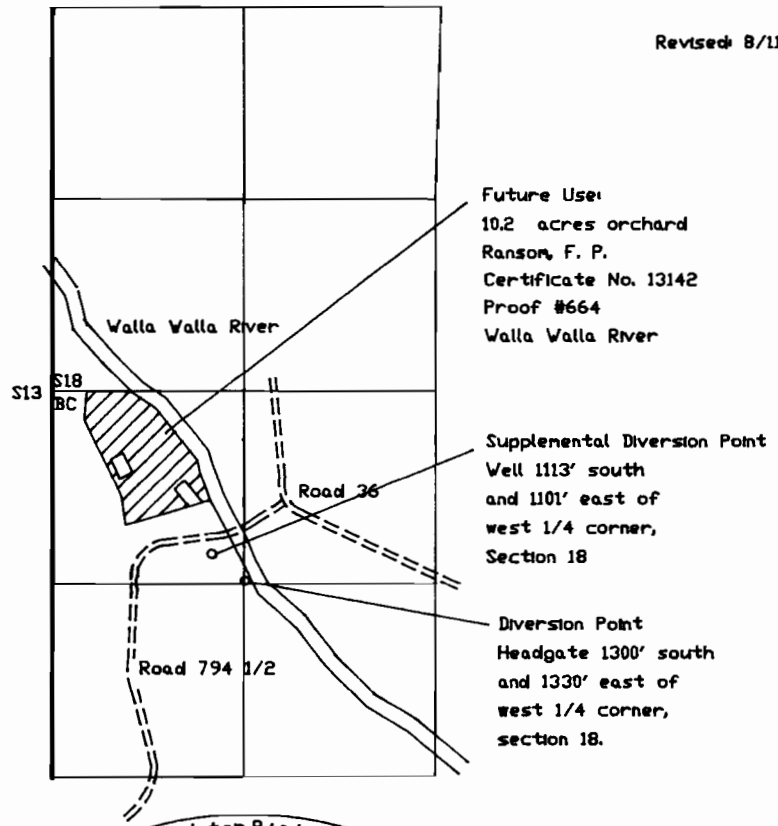 Revised: 8/11
Future Use:
10.2 acres orchard
Ranson, F. P.
Certificate No. 13142
Proof #664
Walla Walla River
Walla Walla River
S13 S18
BC
Supplemental Diversion Point
Well 1113' south
and 1101' east of
west 1/4 corner,
Section 18
Road 36
Diversion Point
Headgate 1300' south
and 1330' east of
west 1/4 corner,
section 18.
Road 794 1/2